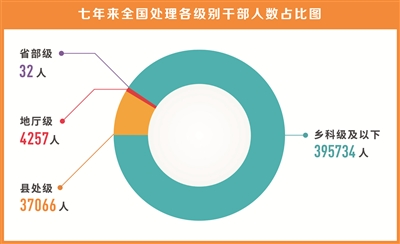 七年来全国处理各级别干部人数占比图
省部级
32人
地厅级
4257人
县处级
37066人
乡科级及以下
395734人